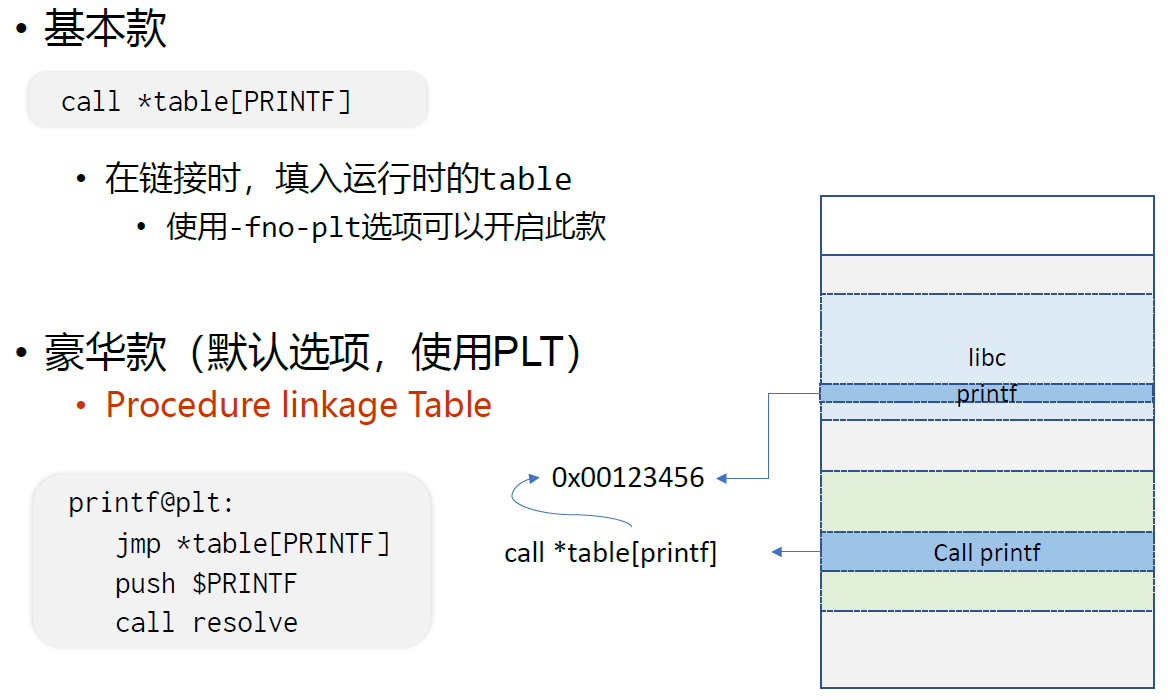 • 基本款
call *table[PRINTF]
• 在链接时，填入运行时的table
• 使用-fno-plt选项可以开启此款
• 豪华款（默认选项，使用PLT）
• Procedure linkage Table
printf@plt:
jmp *table[PRINTF]
push $PRINTF
call resolve
libc
printf
0x00123456
call *table[printf]
Call printf